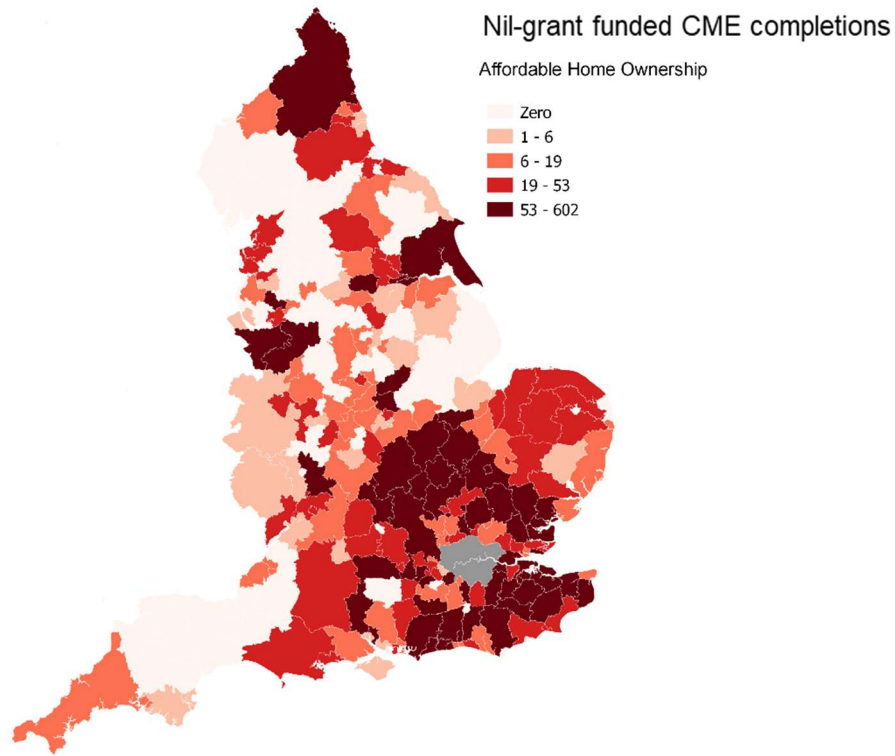 Nil-grant funded CME completions
Affordable Home Ownership
Zero
1 - 6
6 - 19
19 - 53
53 - 602